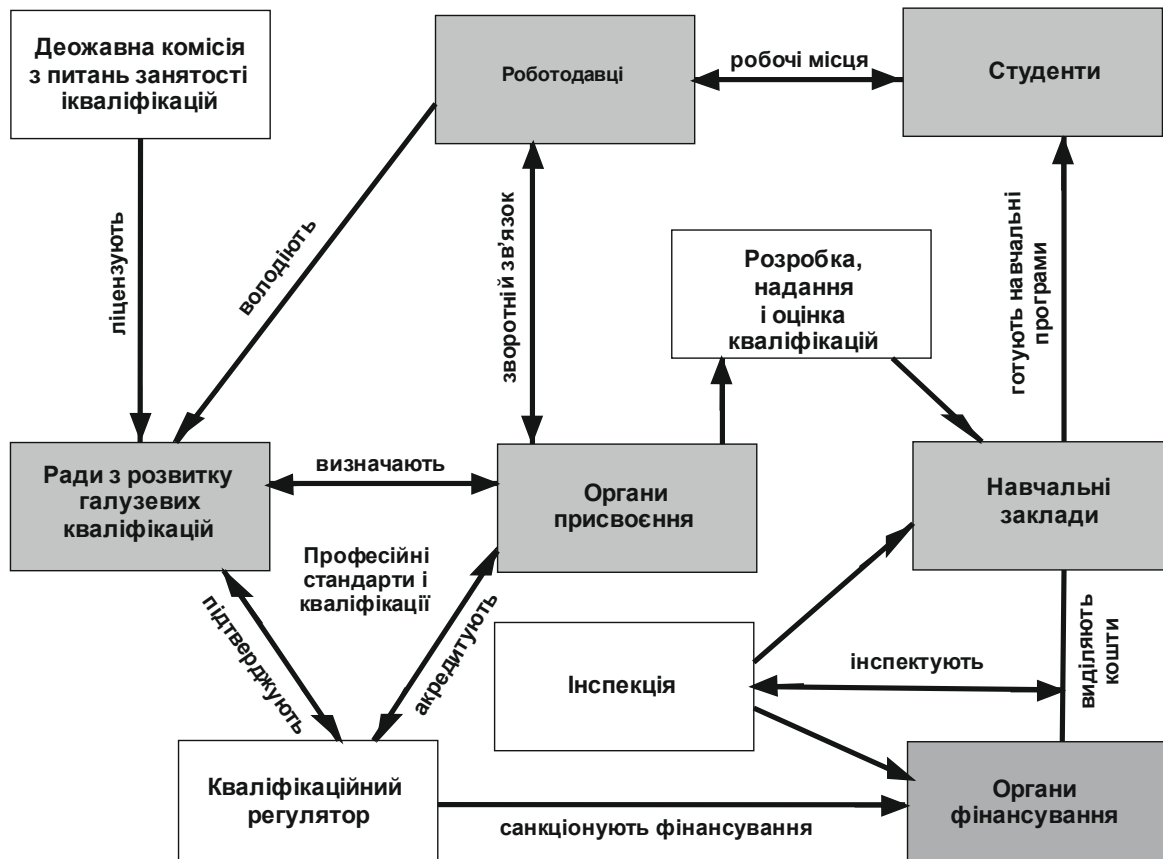 Деожавна комісія
з питань занятості
ікваліфікацій
Роботодавці
робочі місця
Студенти
ліцензують
володіють
зворотній зв'язок
Розробка,
надання
і оцінка
кваліфікацій
готують навчальні
програми
Ради з розвитку
галузевих
кваліфікацій
визначають
Органи
присвоєння
Навчальні
заклади
Професійні
стандарти і
кваліфікації
підтверджують
акредитують
Інспекція
інспектують
виділяють
кошти
Кваліфікаційний
регулятор
санкціонують фінансування
Органи
фінансування